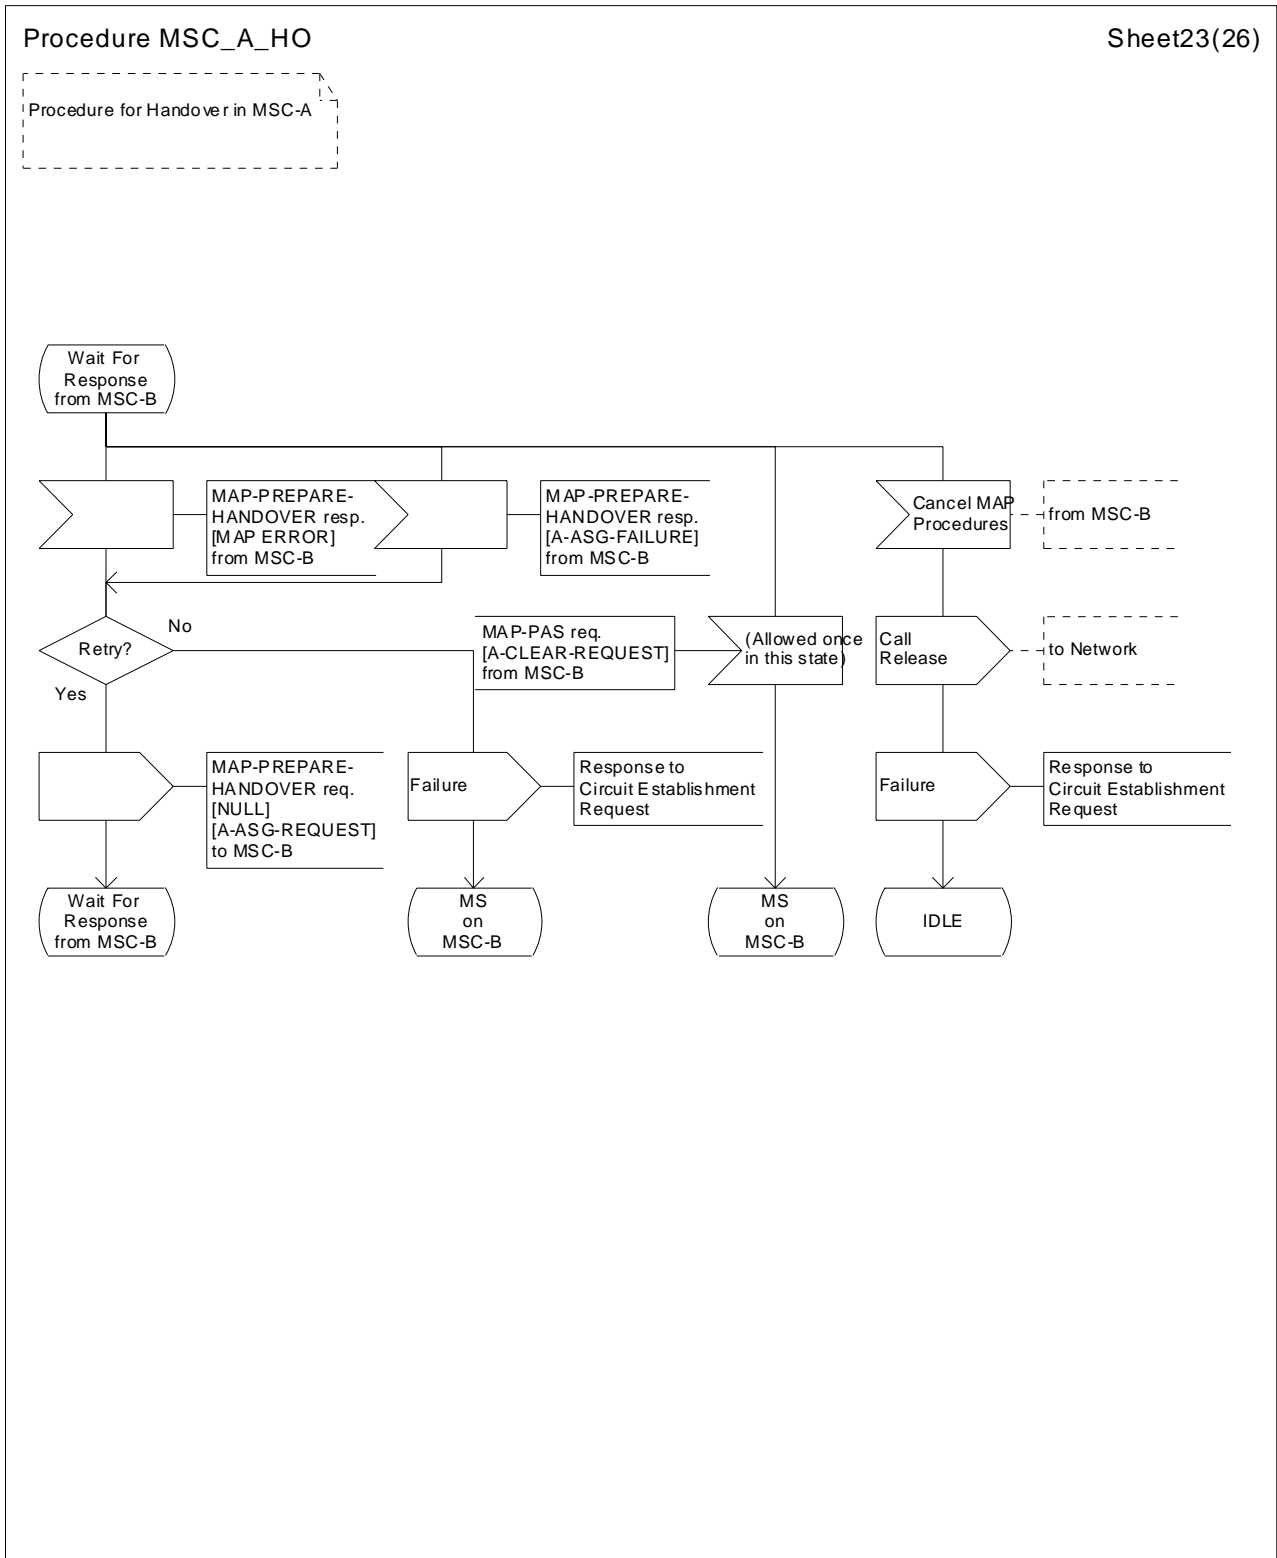 Procedure MSC_A_HO
Sheet23(26)
Procedure for Handover in MSC-A
Wait For
Response
from MSC-B
MAP-PREPARE-
HANDOVER resp.
[MAP ERROR]
from MSC-B
MAP-PREPARE-
HANDOVER resp.
[A-ASG-FAILURE]
from MSC-B
Cancel MAP
Procedures
from MSC-B
Retry?
No
Yes
MAP-PAS req.
[A-CLEAR-REQUEST]
from MSC-B
(Allowed once
in this state)
Call
Release
to Network
MAP-PREPARE-
HANDOVER req.
[NULL]
[A-ASG-REQUEST]
to MSC-B
Failure
Response to
Circuit Establishment
Request
Failure
Response to
Circuit Establishment
Request
Wait For
Response
from MSC-B
MS
on
MSC-B
MS
on
MSC-B
IDLE